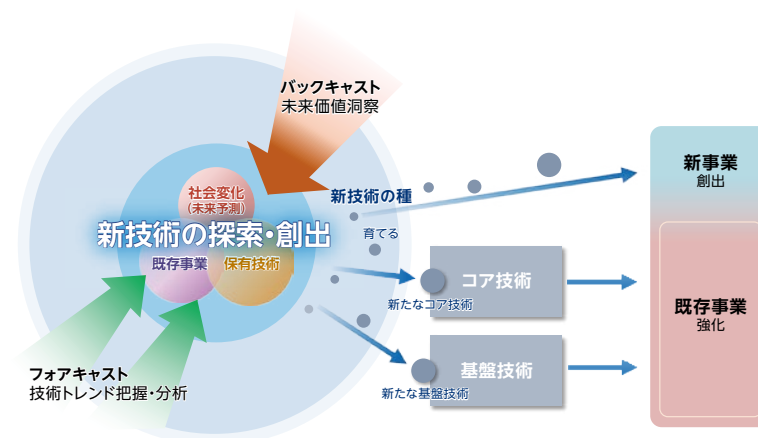 バックキャスト
未来価値洞察
社会変化
（未来予測）
新技術の探索・創出
既存事業
保有技術
フォアキャスト
技術トレンド把握・分析
新技術の種
育てる
新たなコア技術
コア技術
新たな基盤技術
基盤技術
新事業
創出
既存事業
強化